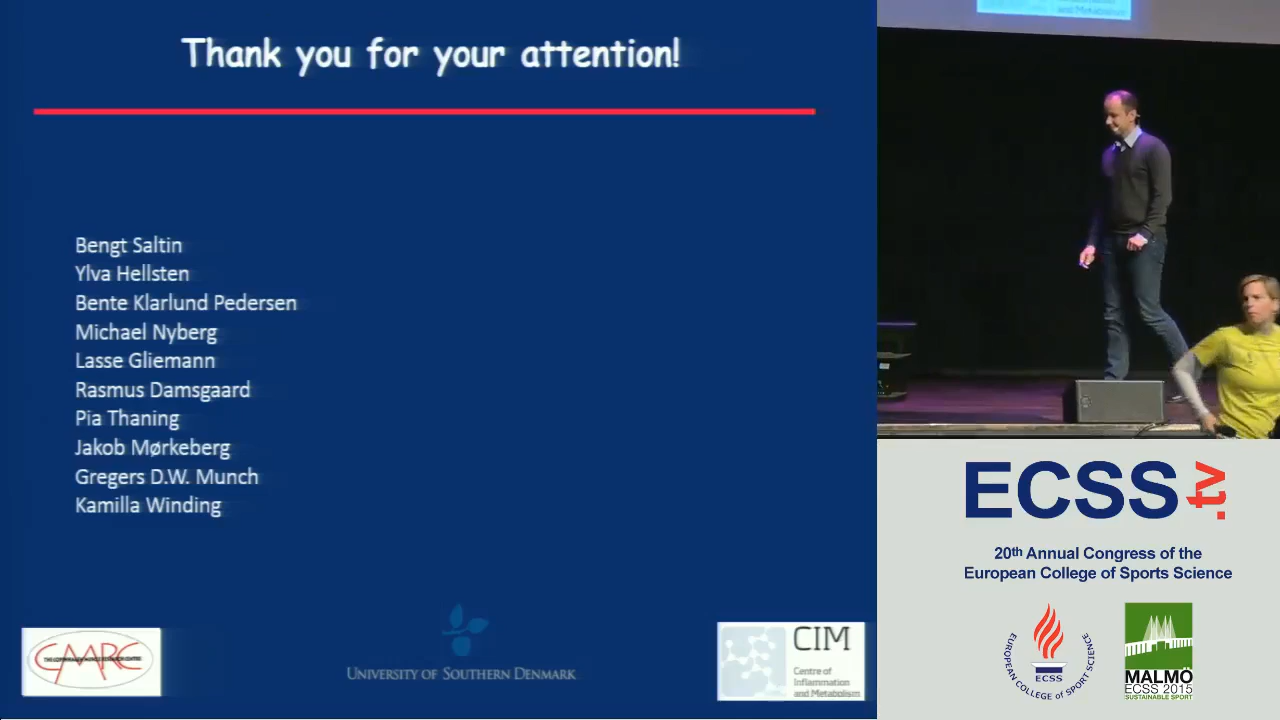 Thank you for your attention!
Bengt Saltin
Ylva Hellsten
Bente Klarlund Pedersen
Michael Nyberg
Lasse Gliemann
Rasmus Damsgaard
Pia Thaning
Jakob Mørkeberg
Gregers D.W. Munch
Kamilla Winding
CMRC
UNIVERSITY OF SOUTHERN DENMARK
CIM
Centre of
Inflammation
and Metabolism
and Metabolism
ECSS.tv
20th Annual Congress of the
European College of Sports Science
EUROPEAN COLLEGE OF SPORT SCIENCE
ECSS
MALMÖ
ECSS 2015
SUSTAINABLE SPORT